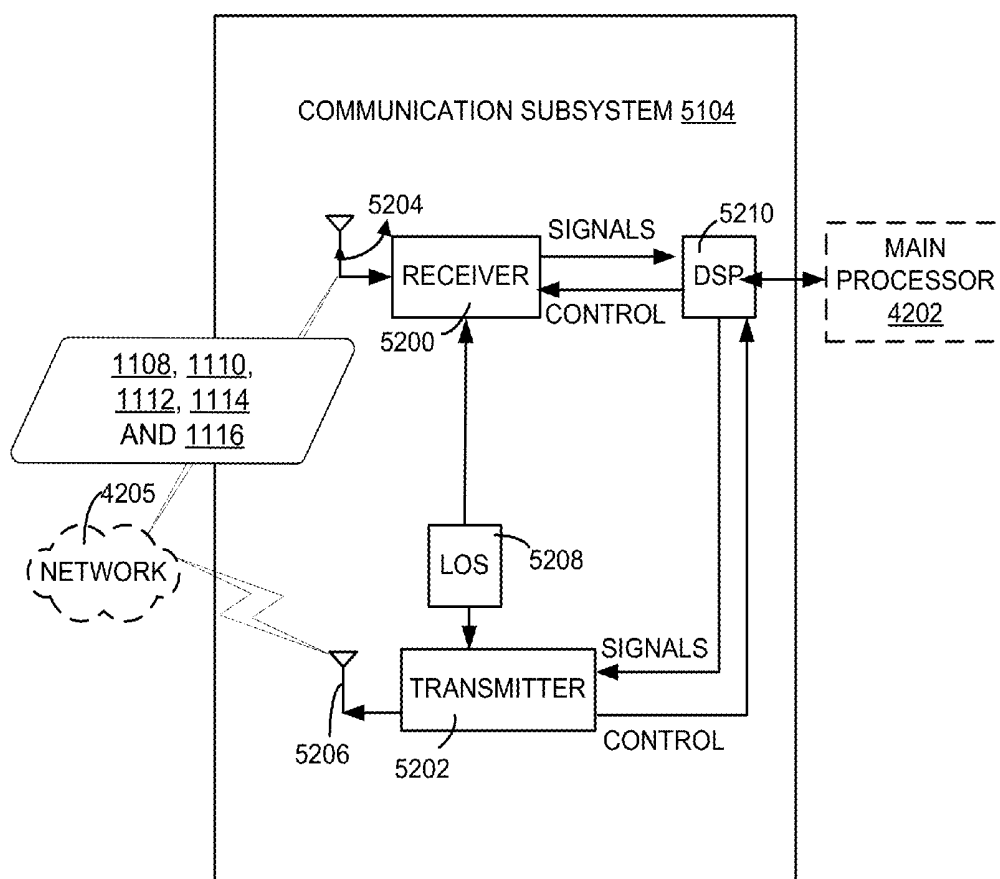 COMMUNICATION SUBSYSTEM 5104
5204
5210
SIGNALS
RECEIVER
DSP
MAIN
PROCESSOR
4202
CONTROL
5200
1108, 1110,
1112, 1114
AND 1116
4205
NETWORK
LOS
5208
SIGNALS
TRANSMITTER
CONTROL
5206
5202